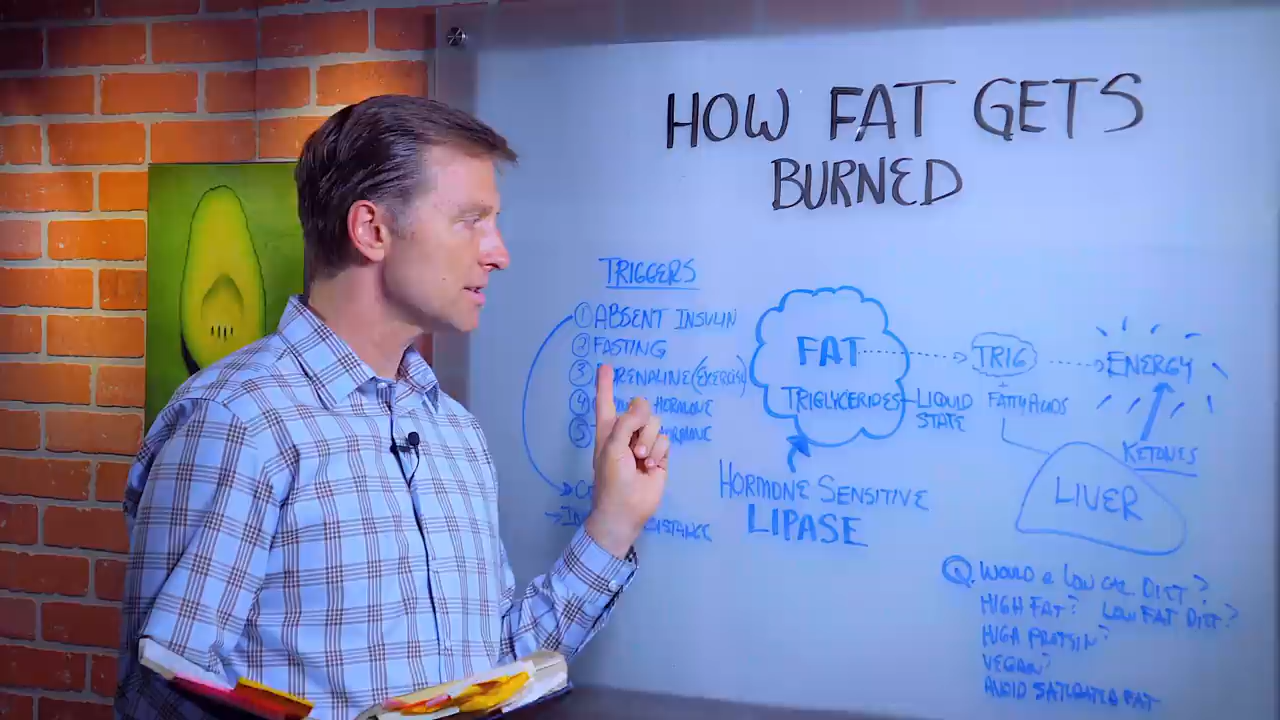 HOW FAT GETS
BURNED
TRIGGERS
① ABSENT INSULIN
② FASTING
③ ADRENALINE (EXERCISE)
④ HORMONE
⑤ HORMONE
FAT
TRIGLYCERIDES
LIQUID
STATE
TRIG
FATTY ACIDS
ENERGY
KETONES
LIVER
HORMONE SENSITIVE
LIPASE
Q. WOULD a LOW CAL DIET?
HIGH FAT? LOW FAT DIET?
HIGH PROTEIN?
VEGAN?
AVOID SATURATED FAT